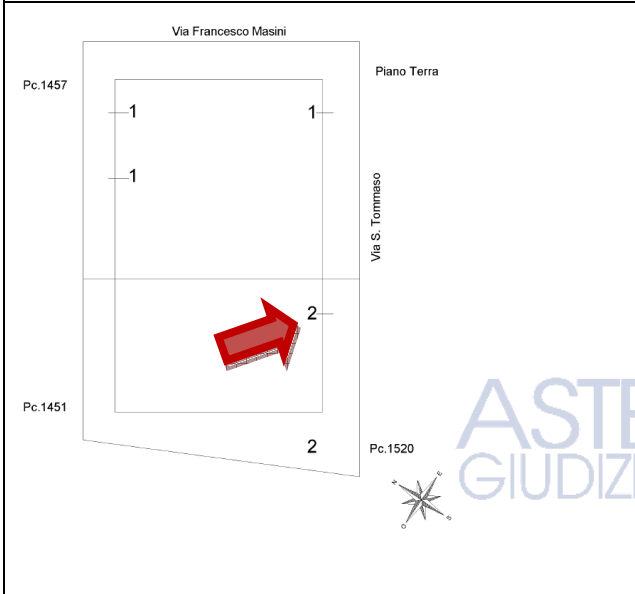 Via Francesco Masini
Piano Terra
Pc.1457
1
1
1
Via S. Tommaso
2
Pc.1451
2
Pc.1520
ASTE
GIUDIZI
N
E
O
S